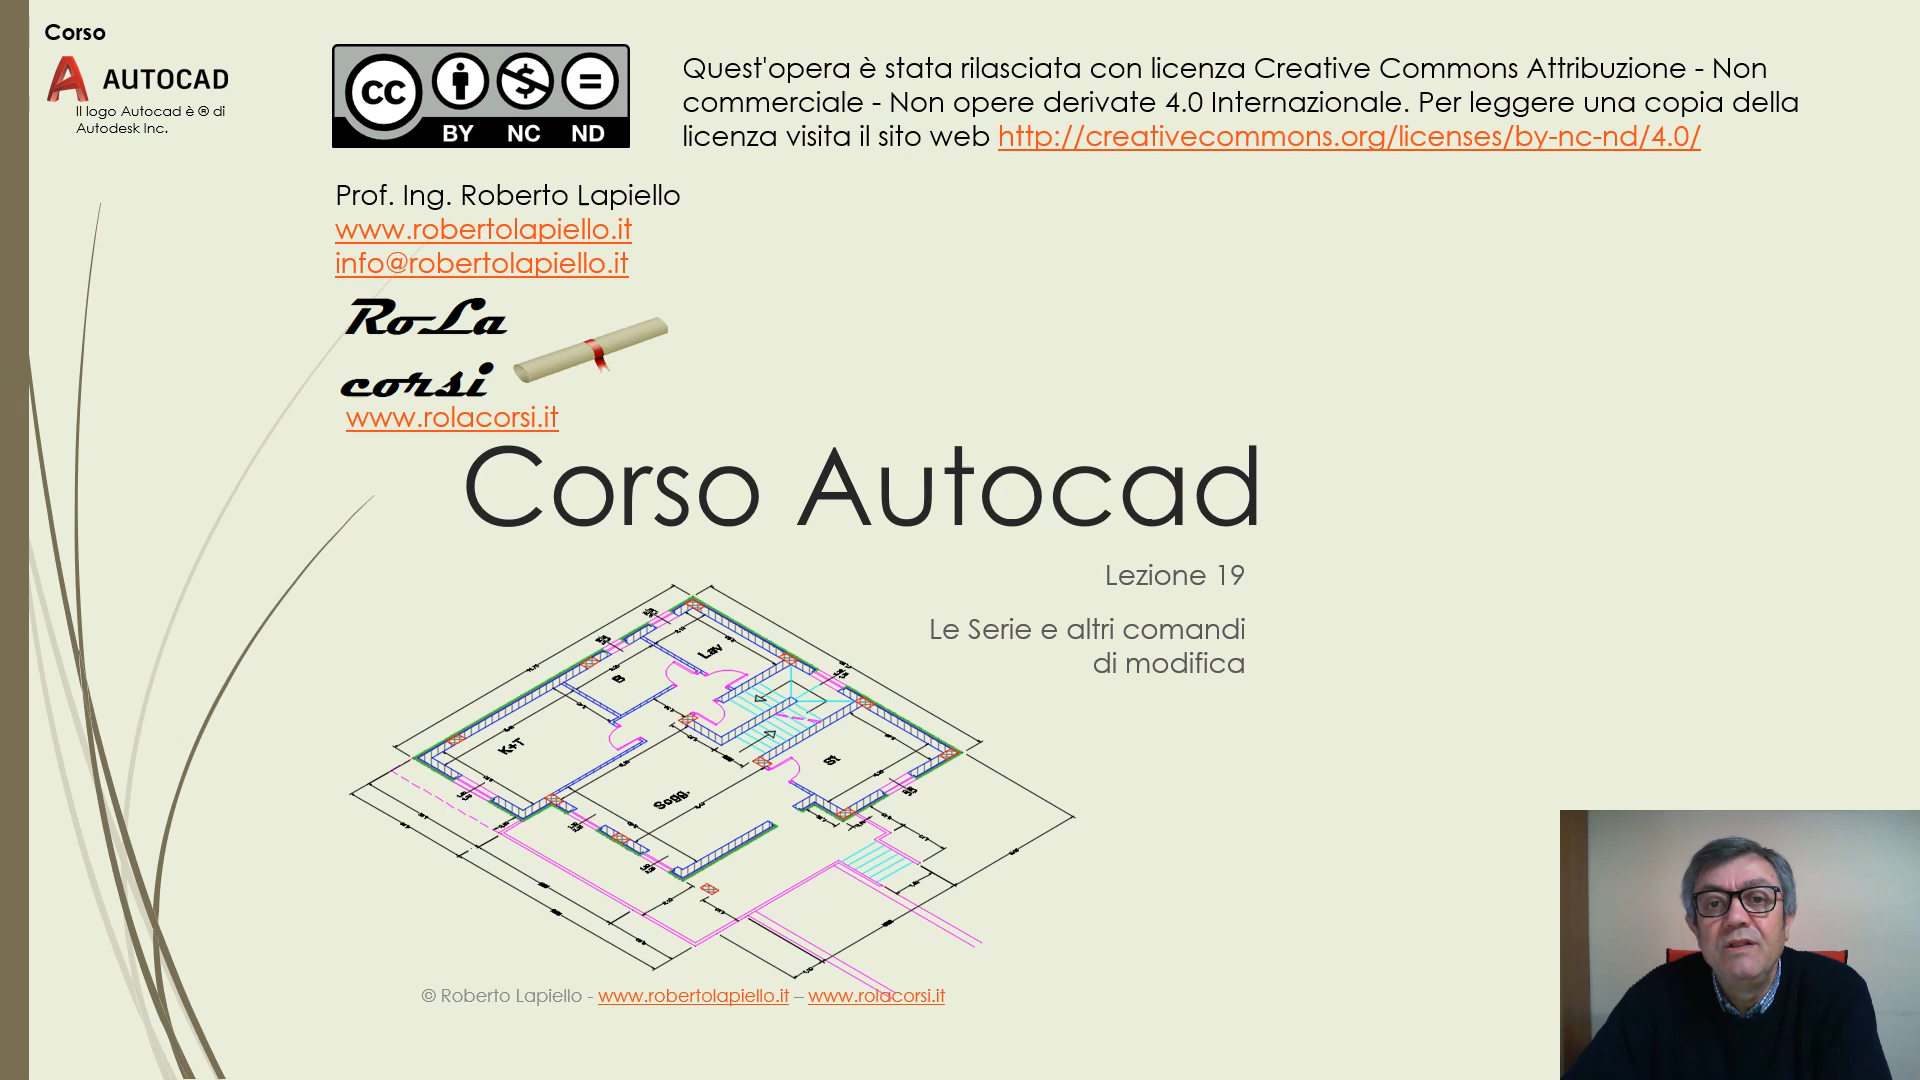 Corso
AUTOCAD
Il logo Autocad è ® di
Autodesk Inc.
cc
BY NC ND
Quest'opera è stata rilasciata con licenza Creative Commons Attribuzione - Non
commerciale - Non opere derivate 4.0 Internazionale. Per leggere una copia della
licenza visita il sito web http://creativecommons.org/licenses/by-nc-nd/4.0/
Prof. Ing. Roberto Lapiello
www.robertolapiello.it
info@robertolapiello.it
RoLa
corsi
www.rolacorsi.it
Corso Autocad
Lezione 19
Le Serie e altri comandi
di modifica
Lav
B
K+T
St
Sogg.
© Roberto Lapiello - www.robertolapiello.it – www.rolacorsi.it